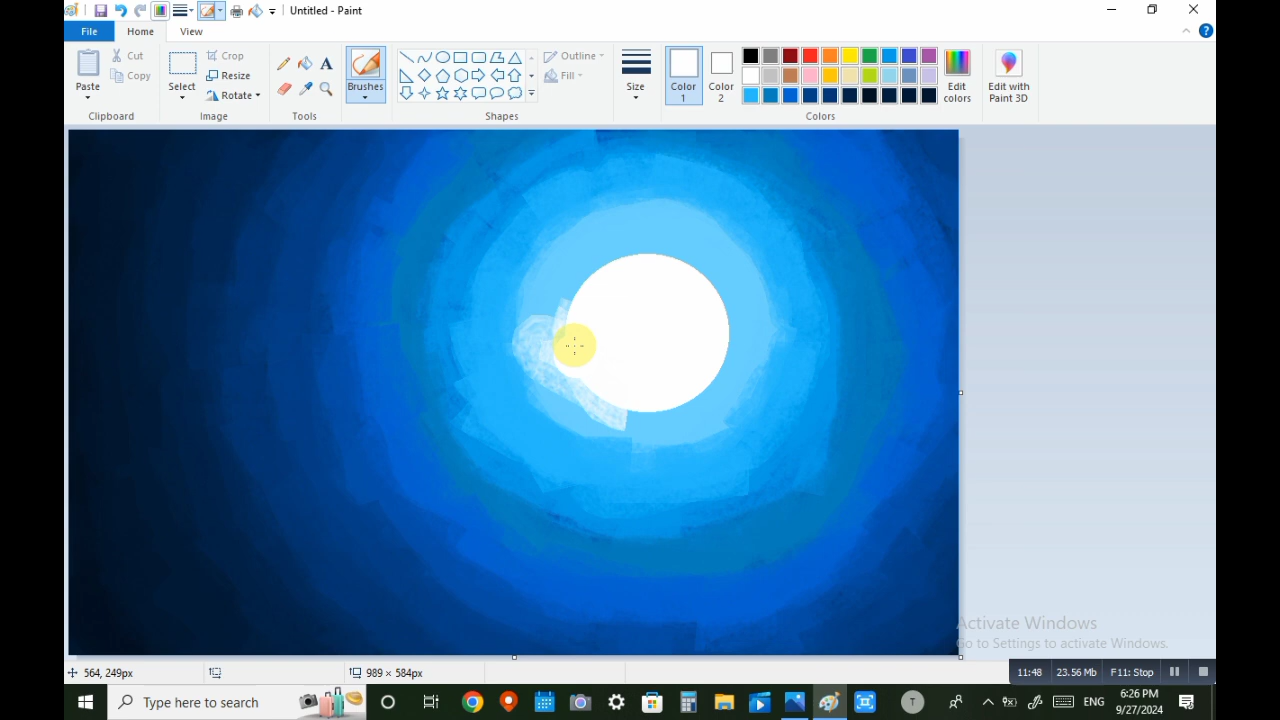 Untitled - Paint
File
Home
View
Paste
Cut
Copy
Clipboard
Select
Crop
Resize
Rotate
Image
A
Tools
Brushes
Outline
Fill
Shapes
Size
Color
1
Color
2
Edit
colors
Colors
Edit with
Paint 3D
Activate Windows
Go to Settings to activate Windows.
564, 249px
989 × 584px
11:48
23.56 Mb
F11: Stop
Type here to search
T
ENG
6:26 PM
9/27/2024